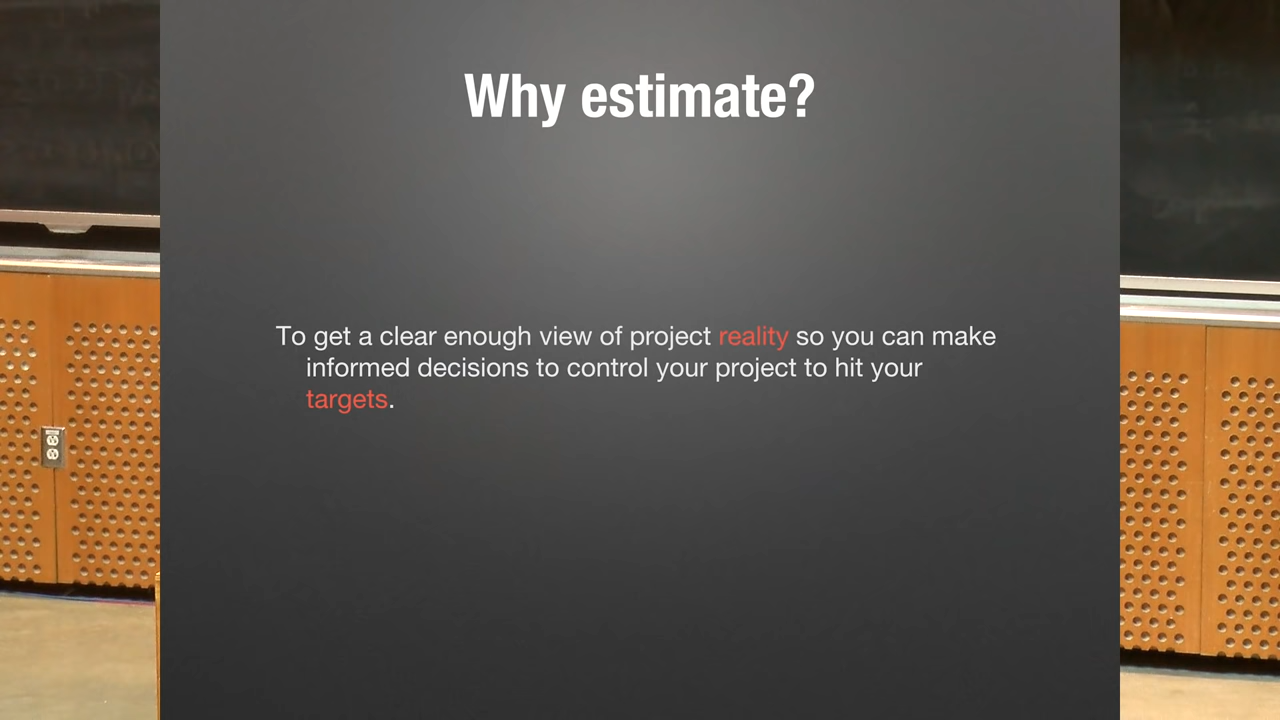 Why estimate?
To get a clear enough view of project reality so you can make
informed decisions to control your project to hit your
targets.